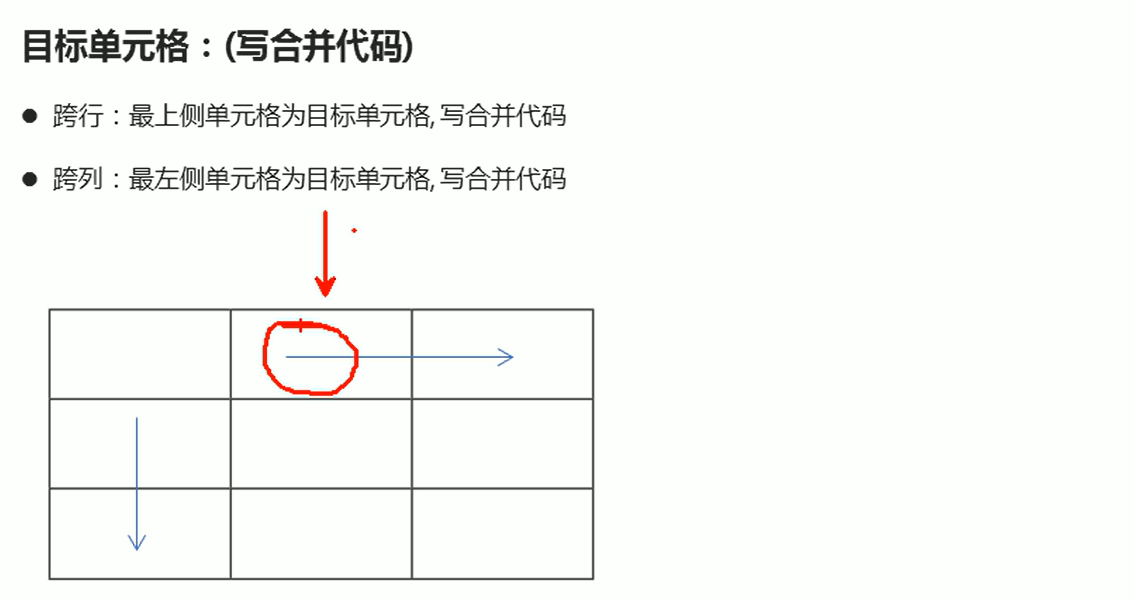 目标单元格：(写合并代码)
跨行：最上侧单元格为目标单元格, 写合并代码
跨列：最左侧单元格为目标单元格, 写合并代码